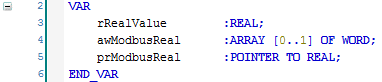 2 VAR
3 rRealValue :REAL;
4 awModbusReal :ARRAY [0..1] OF WORD;
5 prModbusReal :POINTER TO REAL;
6 END_VAR